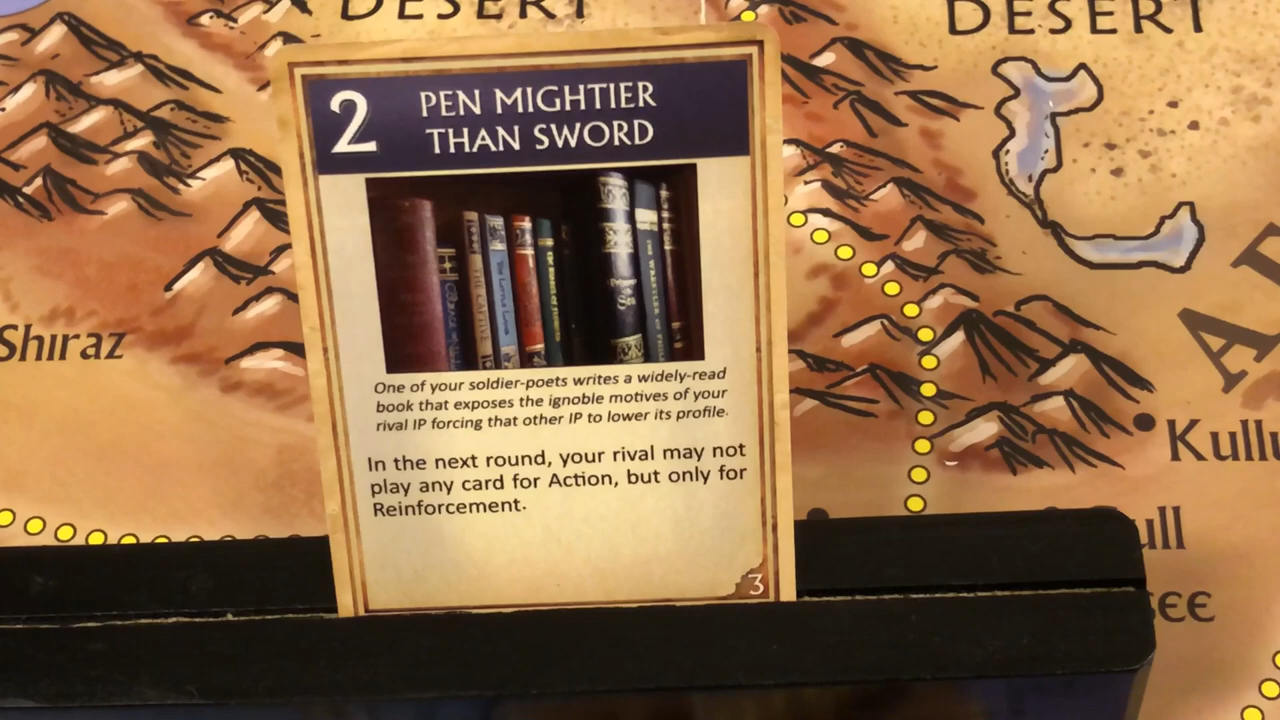 DESERT
DESERT
2
PEN MIGHTIER
THAN SWORD
THE CAPTIVE
One of your soldier-poets writes a widely-read
book that exposes the ignoble motives of your
rival IP forcing that other IP to lower its profile.
In the next round, your rival may not
play any card for Action, but only for
Reinforcement.
3
Shiraz
Kullu